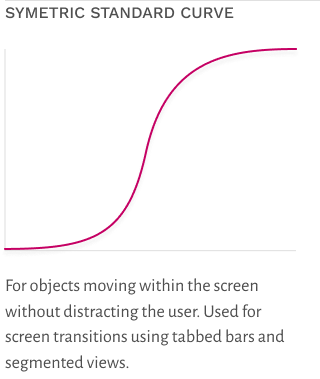 SYMETRIC STANDARD CURVE
For objects moving within the screen
without distracting the user. Used for
screen transitions using tabbed bars and
segmented views.